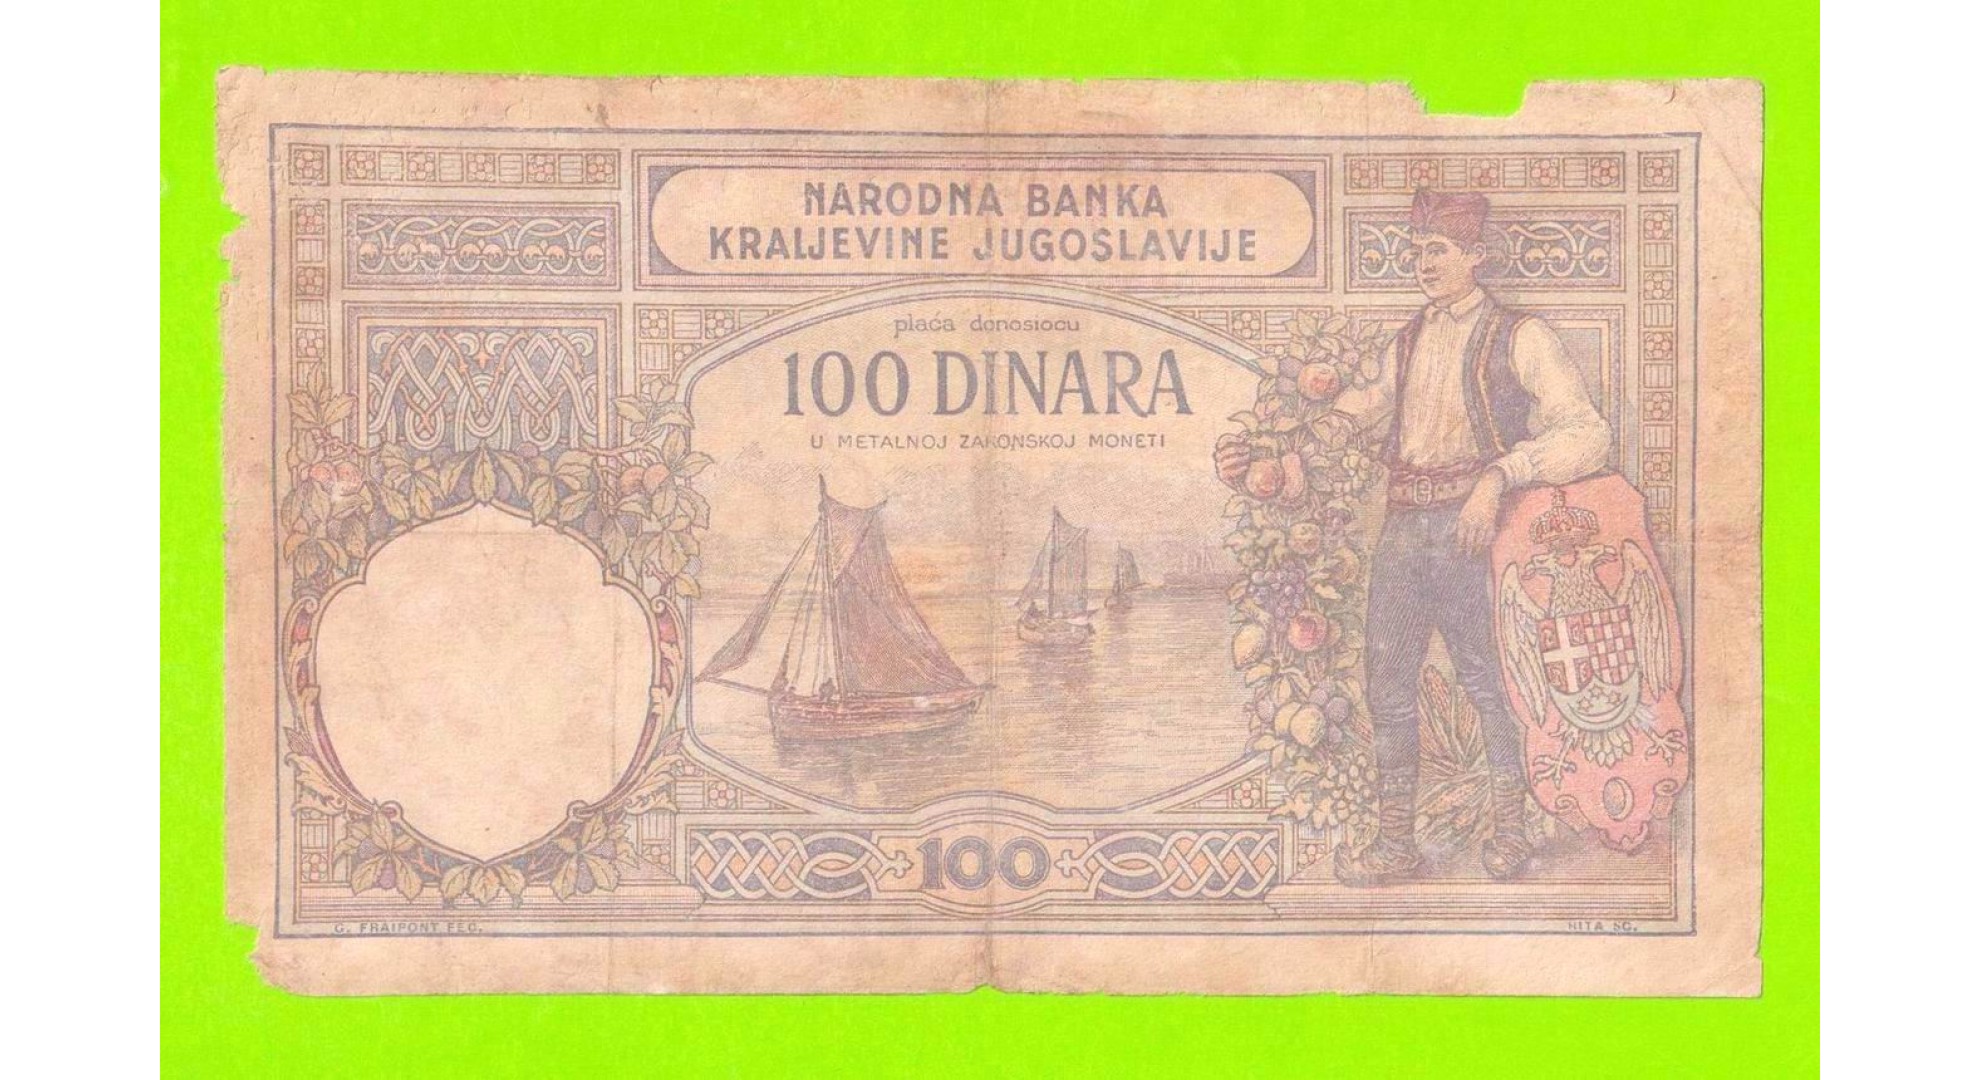 NARODNA BANKA
KRALJEVINE JUGOSLAVIJE
plaća donosiocu
100 DINARA
U METALNOJ ZAKONSKOJ MONETI
100
G. FRAIPONT FEC.
RITA SC.